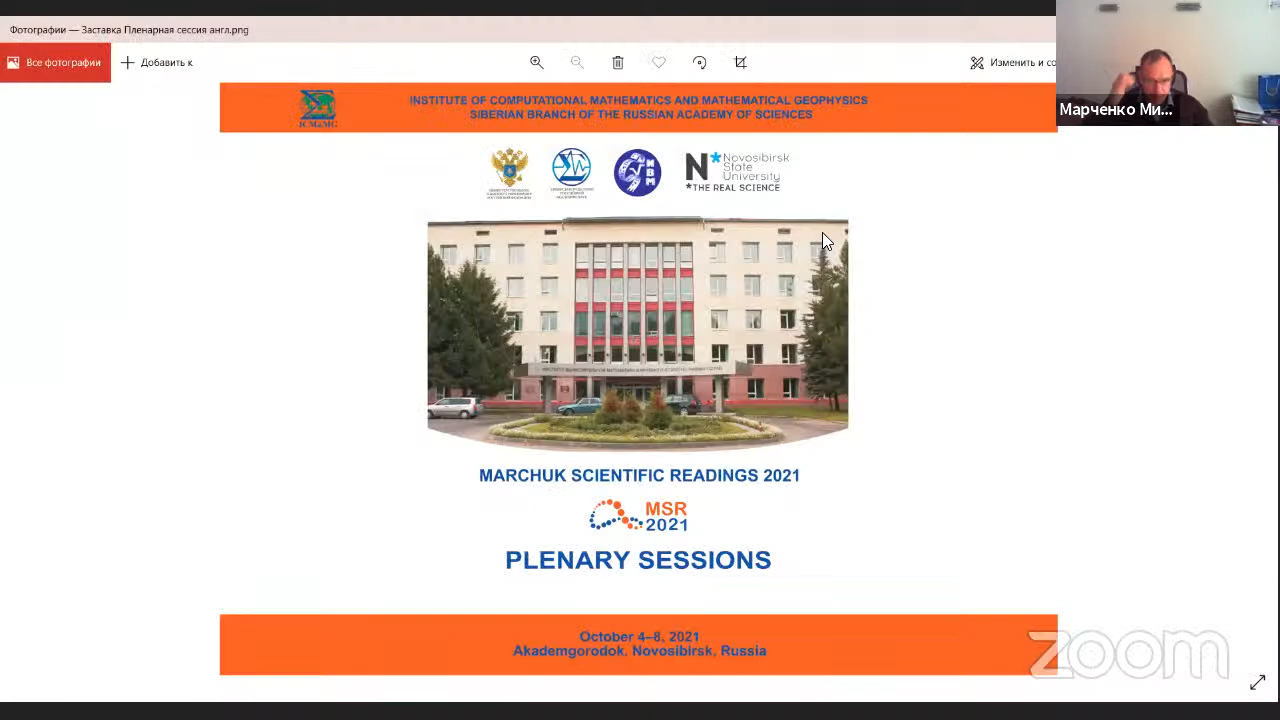 Фотографии — Заставка Пленарная сессия англ.png
Все фотографии
Добавить к
Изменить и со
Марченко Ми...
INSTITUTE OF COMPUTATIONAL MATHEMATICS AND MATHEMATICAL GEOPHYSICS
SIBERIAN BRANCH OF THE RUSSIAN ACADEMY OF SCIENCES
ICM&MG
Novosibirsk
State
University
*THE REAL SCIENCE
MARCHUK SCIENTIFIC READINGS 2021
MSR
2021
PLENARY SESSIONS
October 4–8, 2021
Akademgorodok, Novosibirsk, Russia
zoom